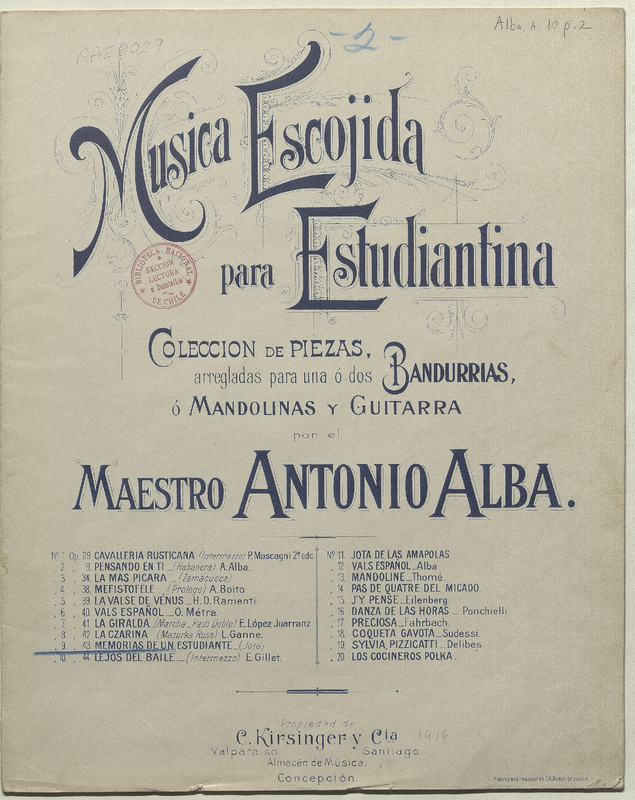 Alba. A. 10 p. 2
- 2 -
AAE0029
Musica Escojida
para Estudiantina
BIBLIOTECA NACIONAL
SECCION
LECTURA
a Domicilio
DE CHILE
COLECCION DE PIEZAS,
arregladas para una ó dos BANDURRIAS,
ó MANDOLINAS Y GUITARRA
por el
MAESTRO ANTONIO ALBA.
Nº 1 Op. 29 CAVALLERIA RUSTICANA (Intermezzo) P. Mascagni 2ª edc.
2 9 PENSANDO EN TI _ (Habanera) A. Alba.
3 34 LA MAS PICARA _ (Zamacueca)
4 38 MEFISTOFELE _ (Prologo) A. Boito
5 39 LA VALSE DE VENUS _ H. D. Ramenti
6 40 VALS ESPAÑOL _ O. Métra.
7 41 LA GIRALDA (Marcha _ Paso Doble) E. López Juarranz
8 42 LA CZARINA (Mazurka Rusa) L. Ganne.
9 43 MEMORIAS DE UN ESTUDIANTE _ (Jota)
10 44 LEJOS DEL BAILE _ (Intermezzo) E. Gillet.
Nº 11 JOTA DE LAS AMAPOLAS
12 VALS ESPAÑOL _ Alba
13 MANDOLINE _ Thomé.
14 PAS DE QUATRE DEL MICADO.
15 J'Y PENSE _ Eilenberg
16 DANZA DE LAS HORAS _ Ponchielli.
17 PRECIOSA _ Fahrbach.
18 COQUETA GAVOTA _ Sudessi.
19 SYLVIA, PIZZICATTI _ Delibes.
20 LOS COCINEROS POLKA.
Propiedad de
C. Kirsinger y Cia 1916
Valparaiso. Santiago
Almacén de Música.
Concepción.